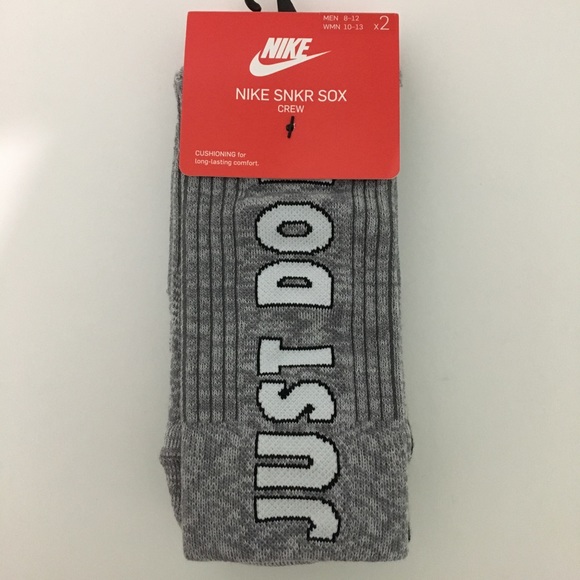 MEN 8-12
WMN 10-13
x2
NIKE
NIKE SNKR SOX
CREW
CUSHIONING for
long-lasting comfort.
JUST DO